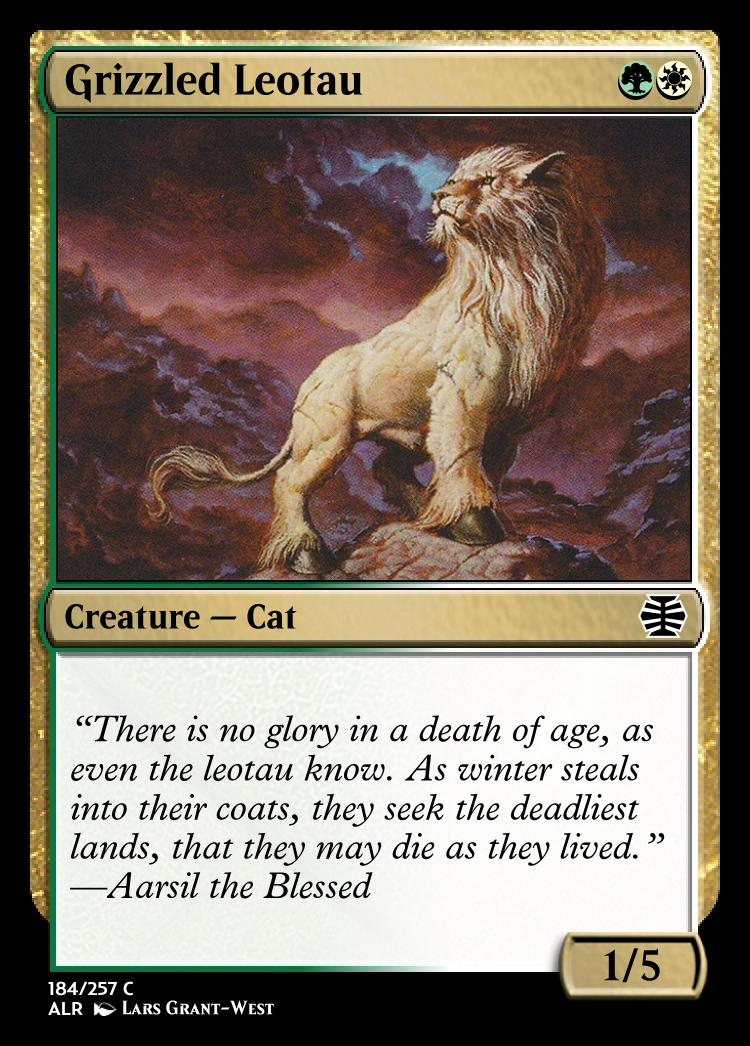 Grizzled Leotau
Creature — Cat
“There is no glory in a death of age, as
even the leotau know. As winter steals
into their coats, they seek the deadliest
lands, that they may die as they lived.”
—Aarsil the Blessed
1/5
184/257 C
ALR Lars Grant-West